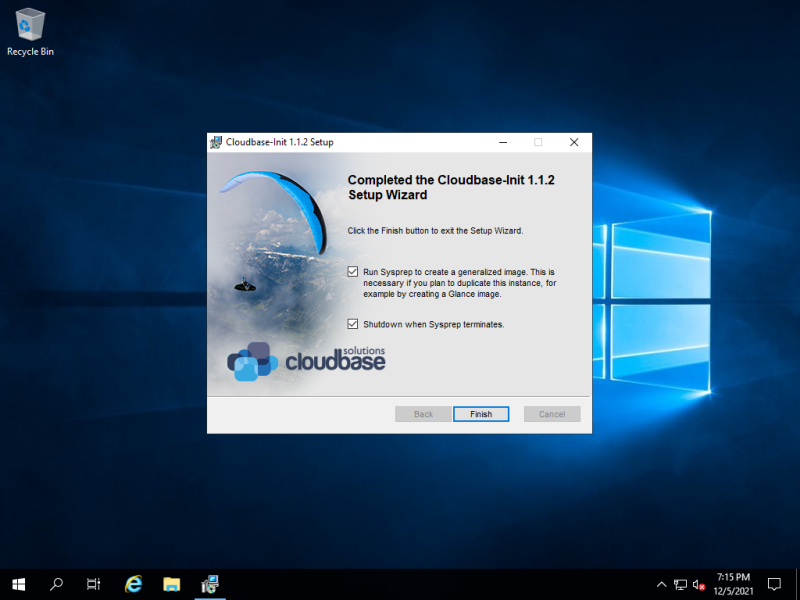 Recycle Bin
Cloudbase-Init 1.1.2 Setup
Completed the Cloudbase-Init 1.1.2
Setup Wizard
Click the Finish button to exit the Setup Wizard.
Run Sysprep to create a generalized image. This is
necessary if you plan to duplicate this instance, for
example by creating a Glance image.
Shutdown when Sysprep terminates.
solutions
cloudbase
Back
Finish
Cancel
7:15 PM
12/5/2021